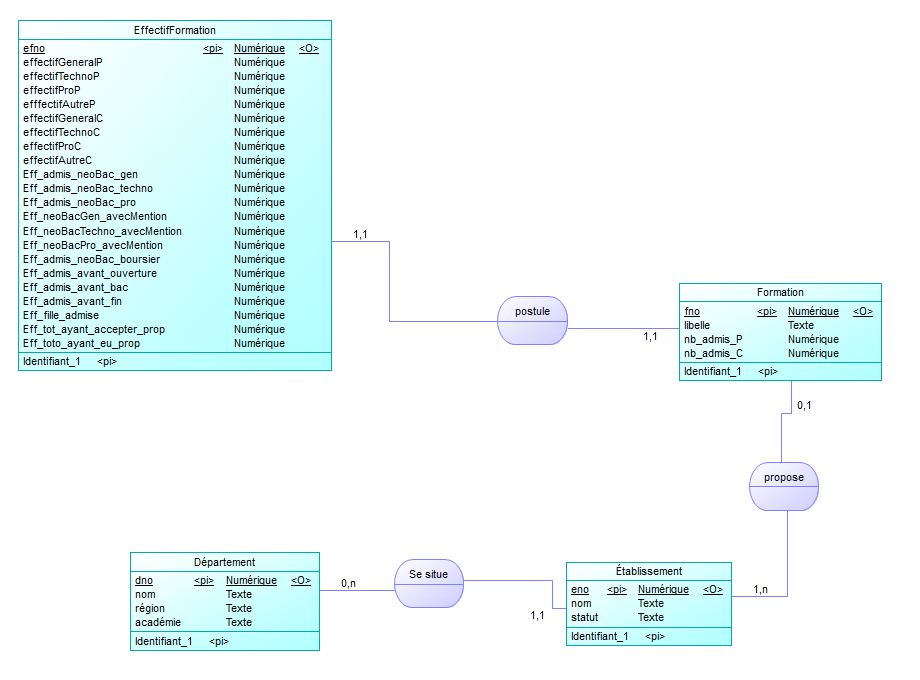 EffectifFormation
efno <pi> Numérique <O>
effectifGeneralP Numérique
effectifTechnoP Numérique
effectifProP Numérique
efffectifAutreP Numérique
effectifGeneralC Numérique
effectifTechnoC Numérique
effectifProC Numérique
effectifAutreC Numérique
Eff_admis_neoBac_gen Numérique
Eff_admis_neoBac_techno Numérique
Eff_admis_neoBac_pro Numérique
Eff_neoBacGen_avecMention Numérique
Eff_neoBacTechno_avecMention Numérique
Eff_neoBacPro_avecMention Numérique
Eff_admis_neoBac_boursier Numérique
Eff_admis_avant_ouverture Numérique
Eff_admis_avant_bac Numérique
Eff_admis_avant_fin Numérique
Eff_fille_admise Numérique
Eff_tot_ayant_accepter_prop Numérique
Eff_toto_ayant_eu_prop Numérique
Identifiant_1 <pi>
1,1
postule
1,1
Formation
fno <pi> Numérique <O>
libelle Texte
nb_admis_P Numérique
nb_admis_C Numérique
Identifiant_1 <pi>
0,1
propose
1,n
Département
dno <pi> Numérique <O>
nom Texte
région Texte
académie Texte
Identifiant_1 <pi>
0,n
Se situe
1,1
Établissement
eno <pi> Numérique <O>
nom Texte
statut Texte
Identifiant_1 <pi>